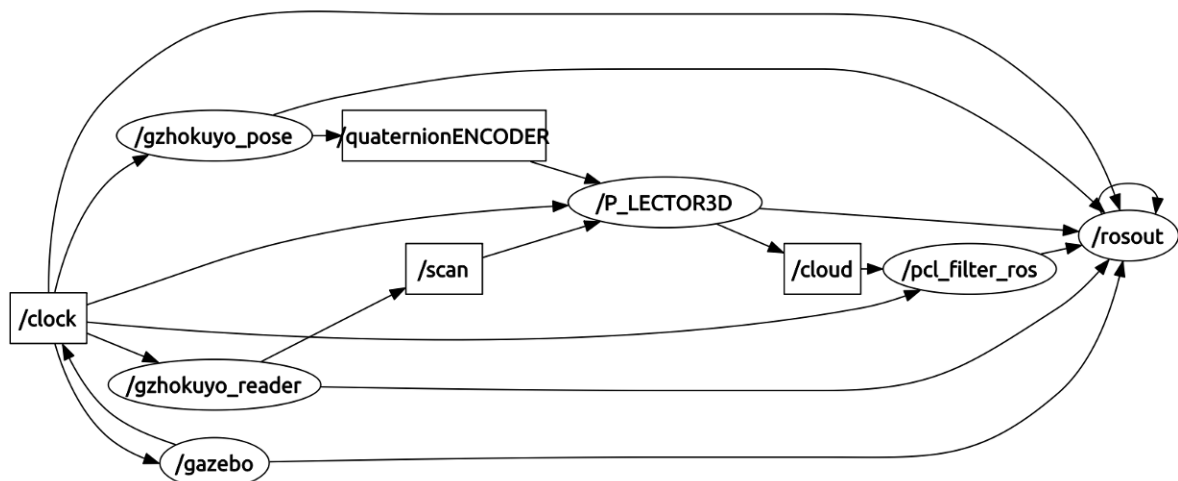 /gzhokuyo_pose
/quaternionENCODER
/P_LECTOR3D
/rosout
/scan
/cloud
/pcl_filter_ros
/clock
/gzhokuyo_reader
/gazebo